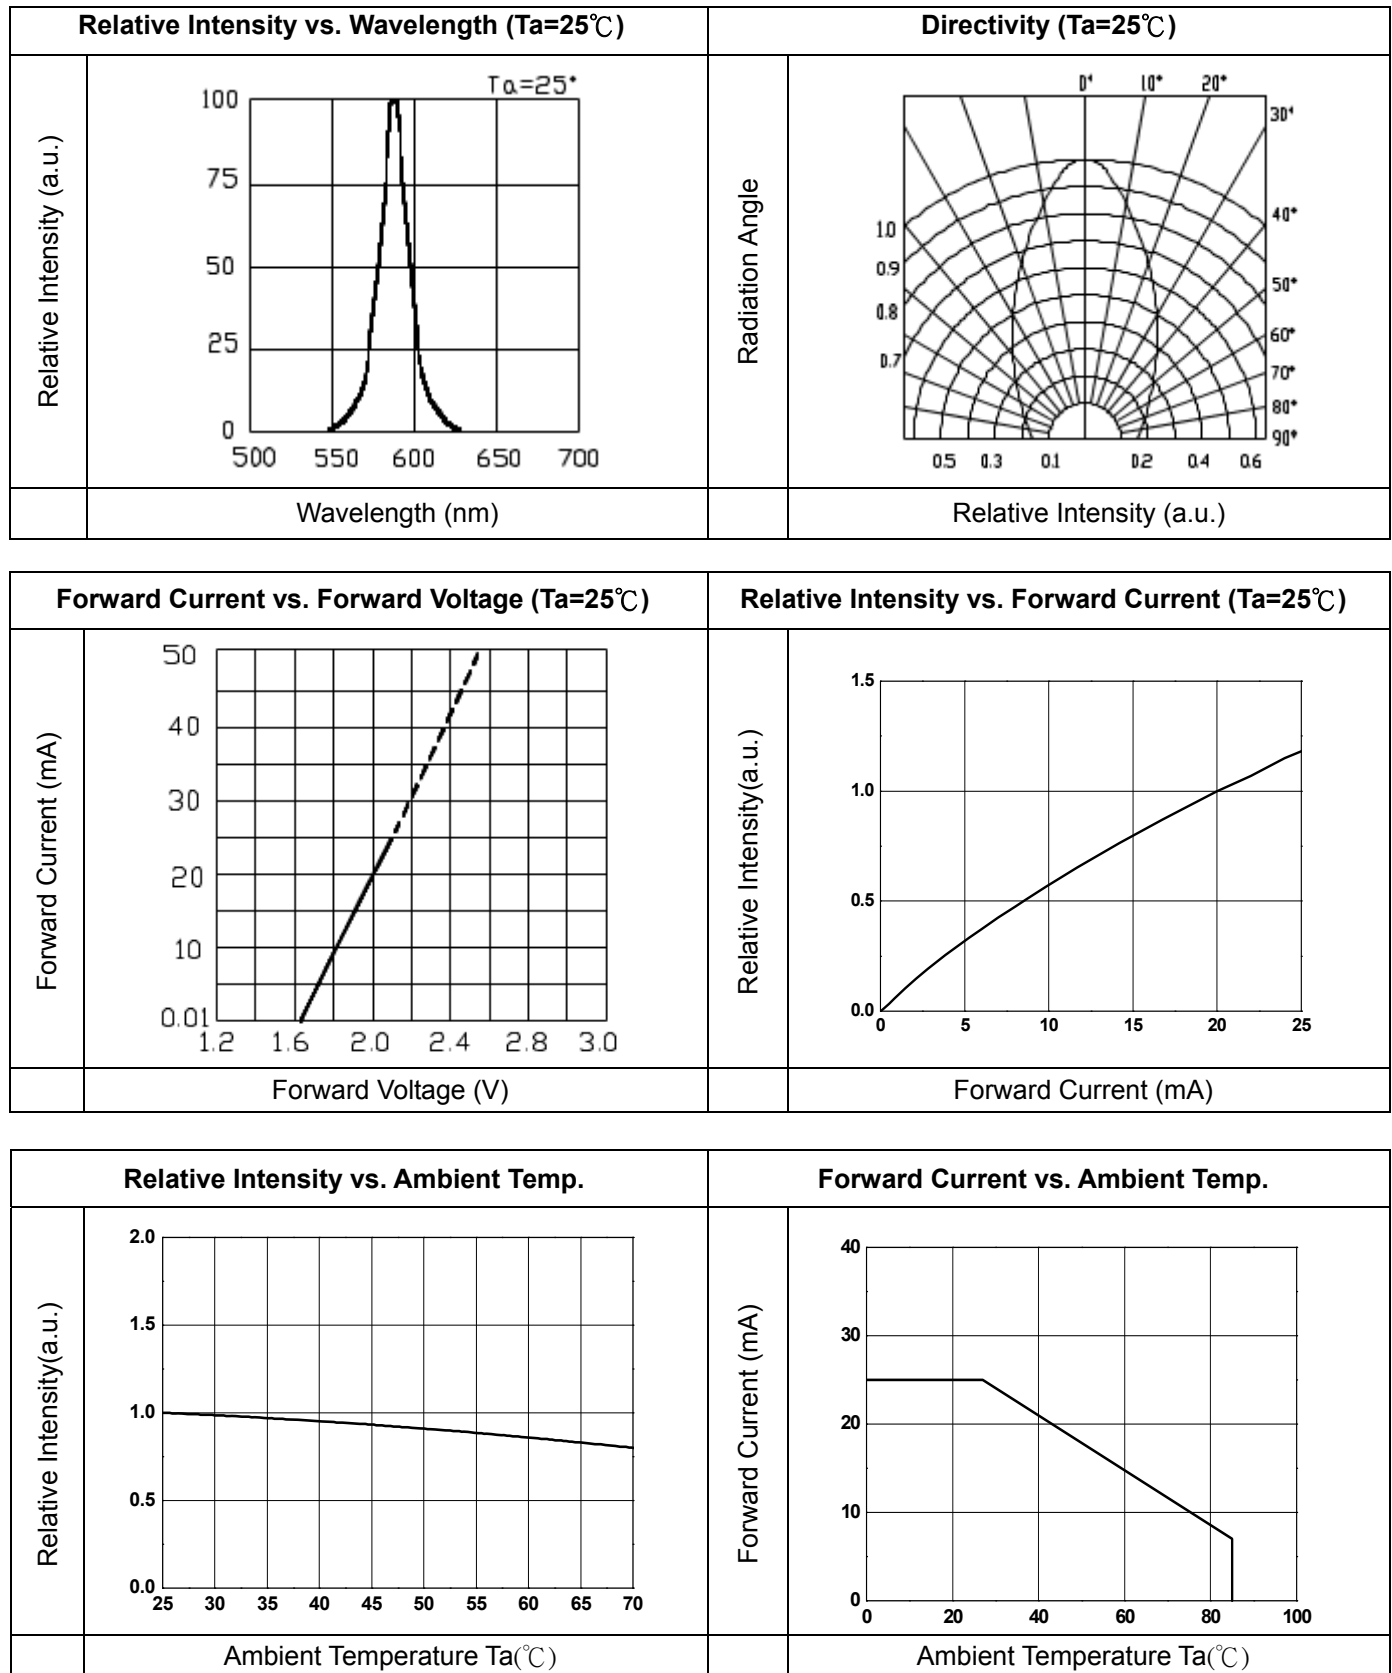 Relative Intensity vs. Wavelength (Ta=25℃)
Directivity (Ta=25℃)
Relative Intensity (a.u.)
Ta=25°
100
75
50
25
0
500 550 600 650 700
Wavelength (nm)
Radiation Angle
0° 10° 20°
30°
40°
50°
60°
70°
80°
90°
1.0
0.9
0.8
0.7
0.5 0.3 0.1 0.2 0.4 0.6
Relative Intensity (a.u.)
Forward Current vs. Forward Voltage (Ta=25℃)
Relative Intensity vs. Forward Current (Ta=25℃)
Forward Current (mA)
50
40
30
20
10
0.01
1.2 1.6 2.0 2.4 2.8 3.0
Forward Voltage (V)
Relative Intensity(a.u.)
1.5
1.0
0.5
0.0
0 5 10 15 20 25
Forward Current (mA)
Relative Intensity vs. Ambient Temp.
Forward Current vs. Ambient Temp.
Relative Intensity(a.u.)
2.0
1.5
1.0
0.5
0.0
25 30 35 40 45 50 55 60 65 70
Ambient Temperature Ta(℃)
Forward Current (mA)
40
30
20
10
0
0 20 40 60 80 100
Ambient Temperature Ta(℃)